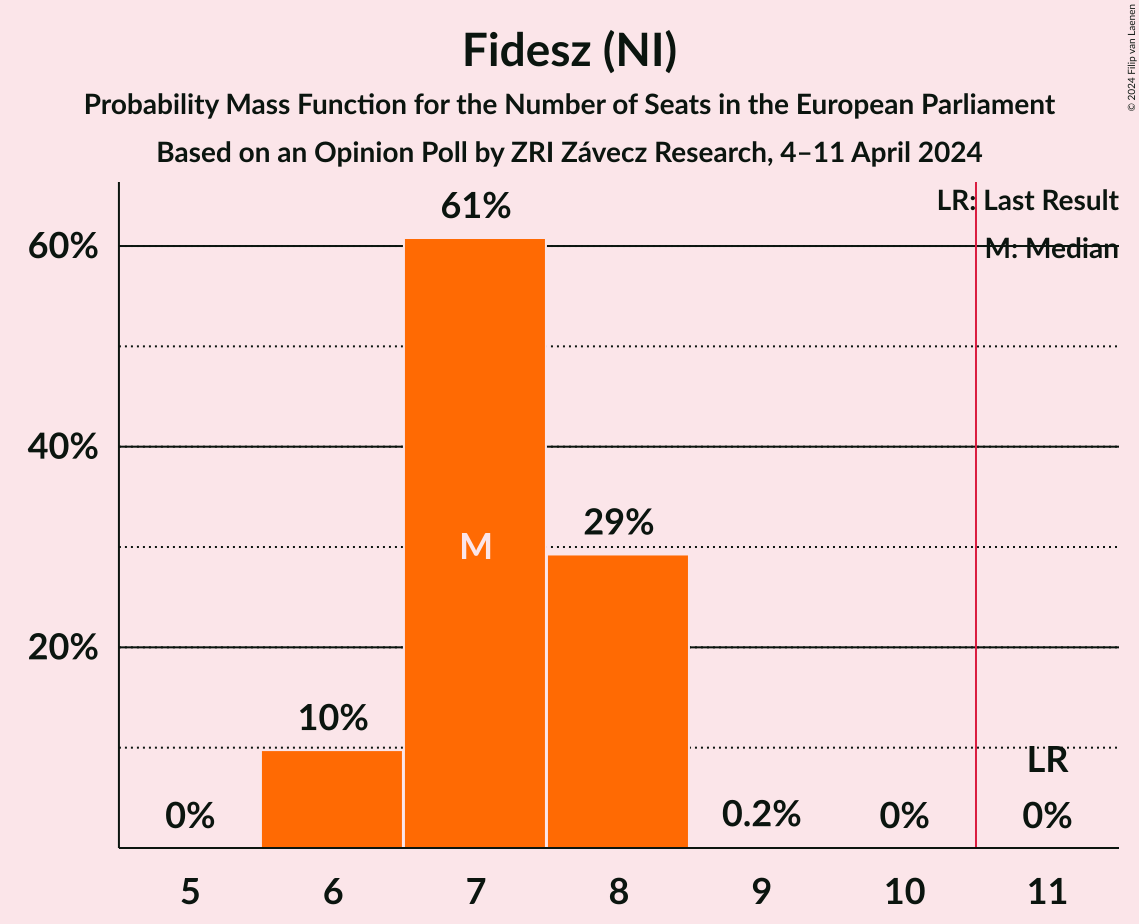 Fidesz (NI)
Probability Mass Function for the Number of Seats in the European Parliament
Based on an Opinion Poll by ZRI Závecz Research, 4–11 April 2024
© 2024 Filip van Laenen
LR: Last Result
M: Median
60%
40%
20%
0%
10%
61%
M
29%
0.2%
0%
LR
0%
5
6
7
8
9
10
11